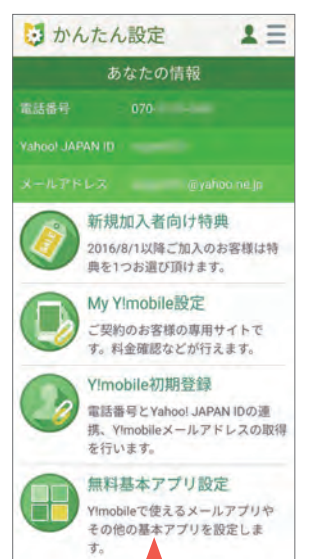 かんたん設定
あなたの情報
電話番号 070-
Yahoo! JAPAN ID
メールアドレス @yahoo.ne.jp
新規加入者向け特典
2016/8/1以降ご加入のお客様は特
典を1つお選び頂けます。
My Y!mobile設定
ご契約のお客様の専用サイトで
す。料金確認などが行えます。
Y!mobile初期登録
電話番号とYahoo! JAPAN IDの連
携、Y!mobileメールアドレスの取得
を行います。
無料基本アプリ設定
Y!mobileで使えるメールアプリや
その他の基本アプリを設定しま
す。